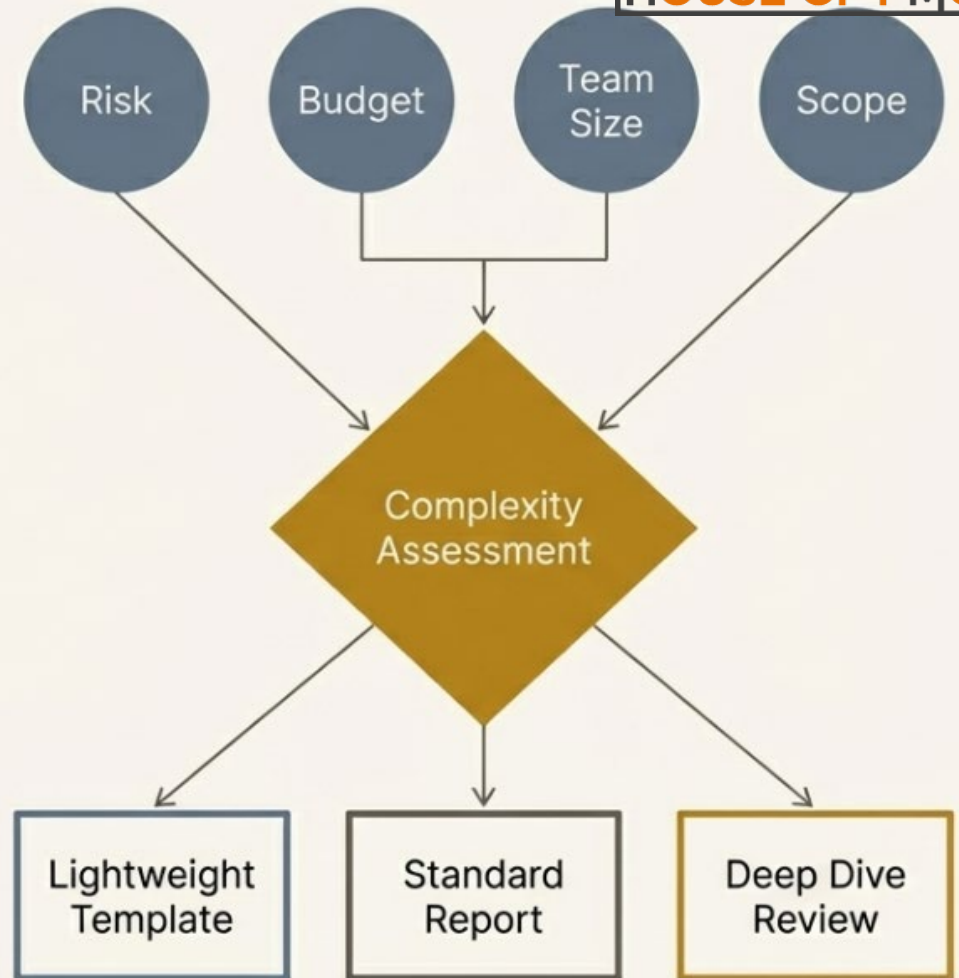 Risk
Budget
Team
Size
Scope
Complexity
Assessment
Lightweight
Template
Standard
Report
Deep Dive
Review